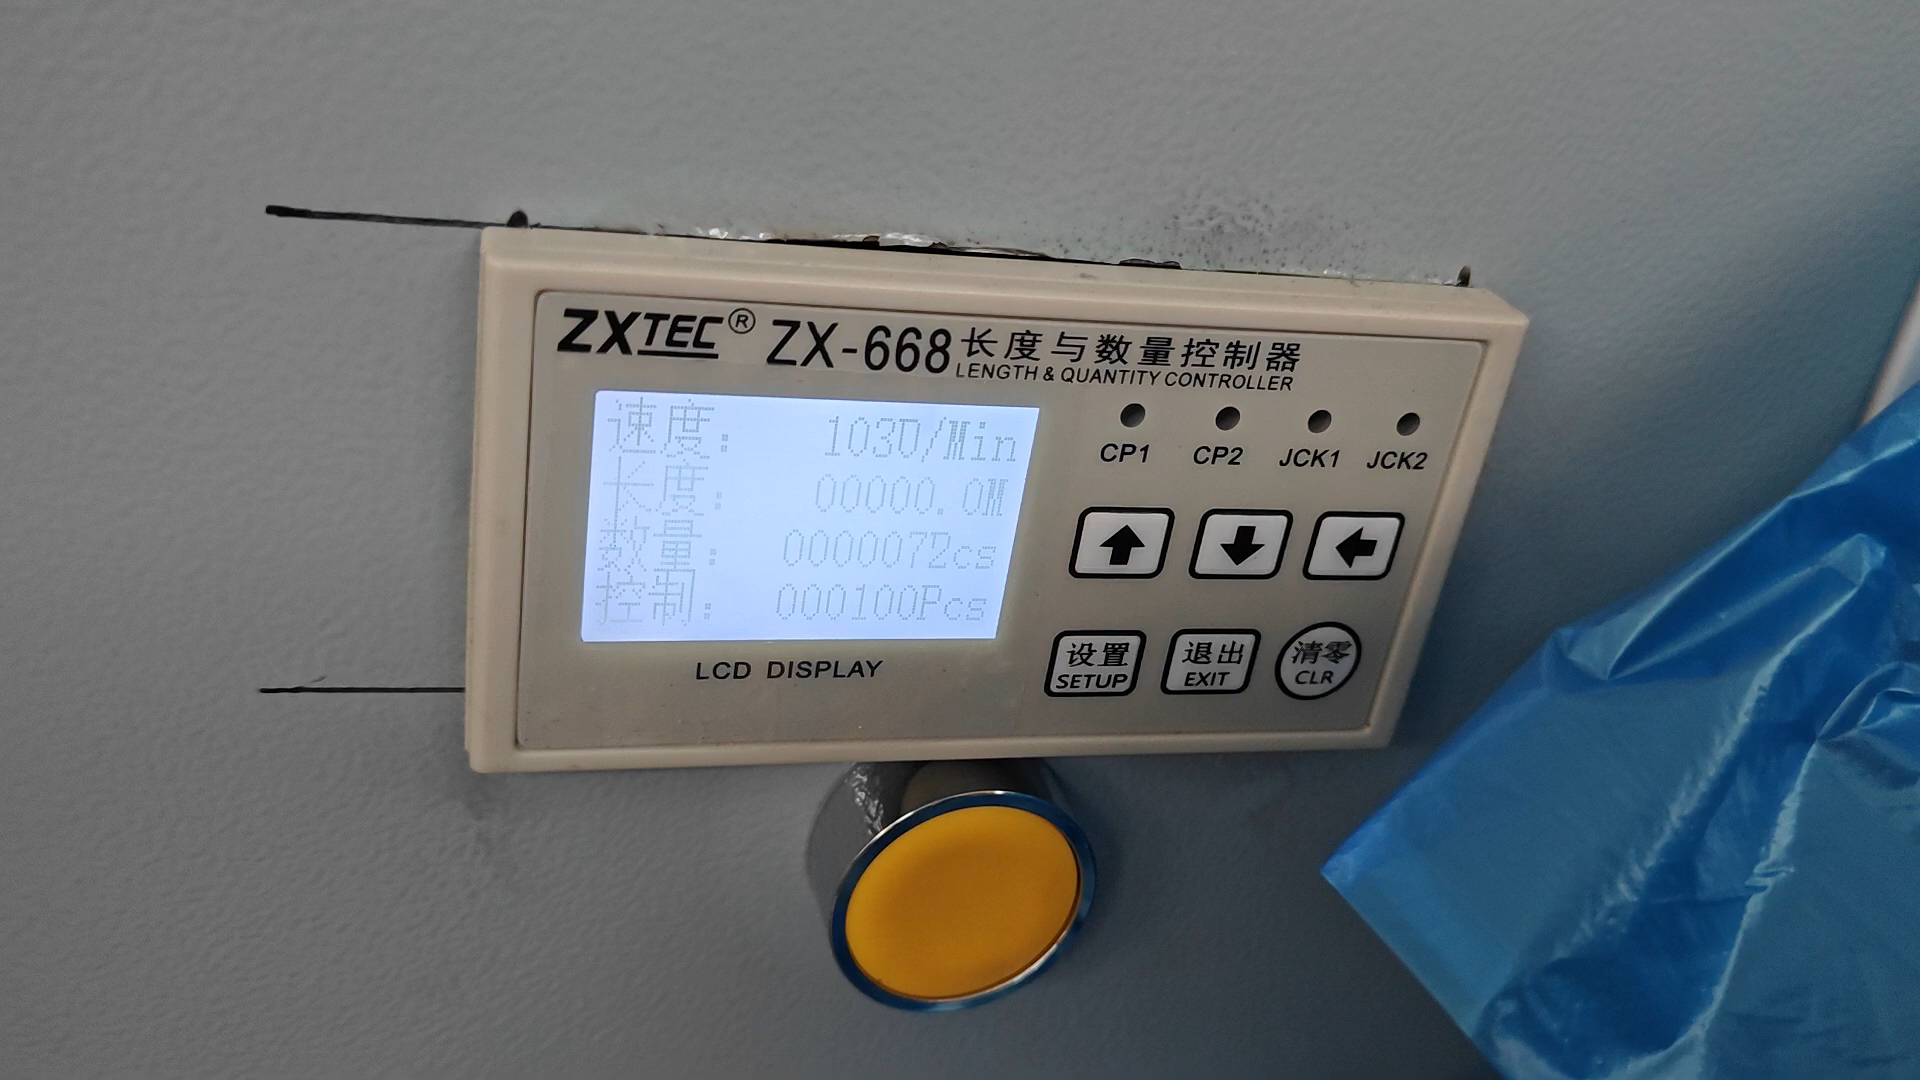 ZXTEC® ZX-668 长度与数量控制器
LENGTH & QUANTITY CONTROLLER
速度: 103U/Min
长度: 00000.0M
数量:
控制: 000100Pcs
CP1 CP2 JCK1 JCK2
LCD DISPLAY
设置 退出 清零
SETUP EXIT CLR